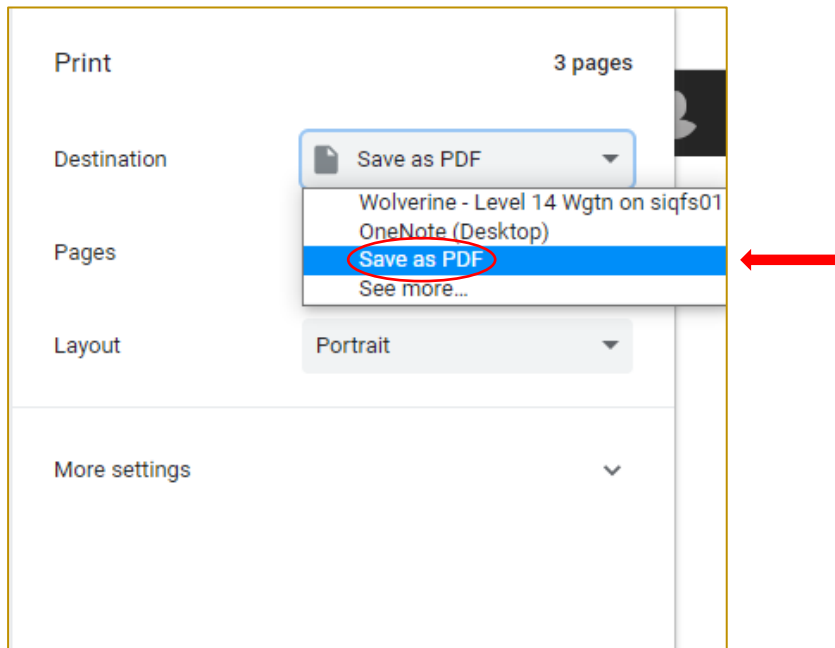 Print 3 pages
Destination Save as PDF
Wolverine - Level 14 Wgtn on siqfs01
OneNote (Desktop)
Pages
Save as PDF
See more...
Layout Portrait
More settings